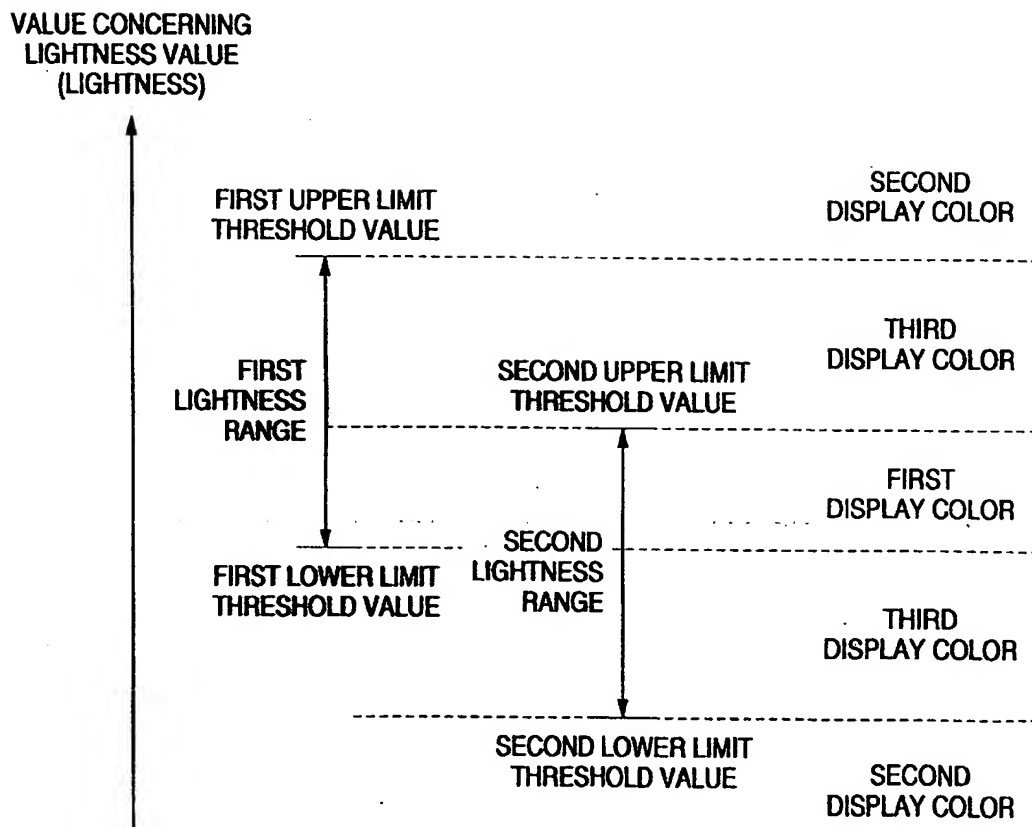 VALUE CONCERNING
LIGHTNESS VALUE
(LIGHTNESS)
SECOND
DISPLAY COLOR
FIRST UPPER LIMIT
THRESHOLD VALUE
THIRD
DISPLAY COLOR
FIRST
LIGHTNESS
RANGE
SECOND UPPER LIMIT
THRESHOLD VALUE
FIRST
DISPLAY COLOR
SECOND
LIGHTNESS
RANGE
FIRST LOWER LIMIT
THRESHOLD VALUE
THIRD
DISPLAY COLOR
SECOND LOWER LIMIT
THRESHOLD VALUE
SECOND
DISPLAY COLOR